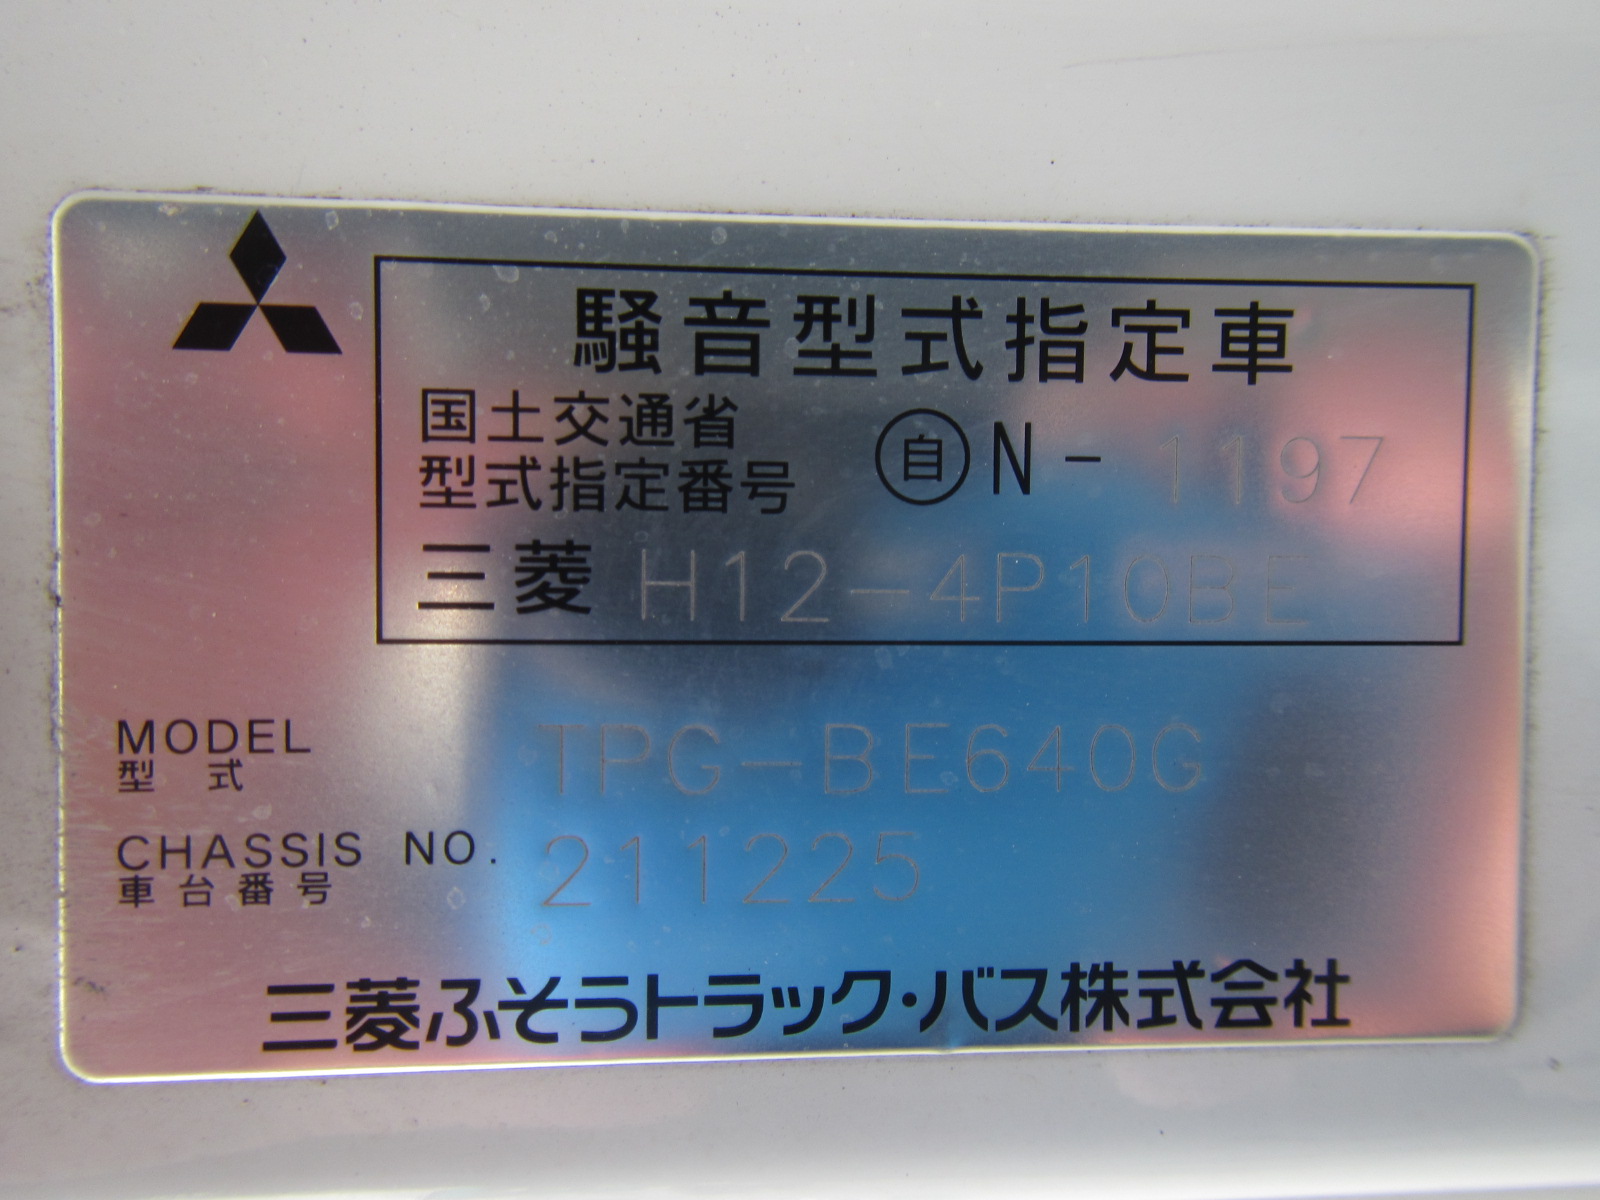 騒音型式指定車
国土交通省
型式指定番号 自 N - 1197
三菱 H12-4P10BE
MODEL
型式 TPG-BE640G
CHASSIS NO.
車台番号 211225
三菱ふそうトラック・バス株式会社